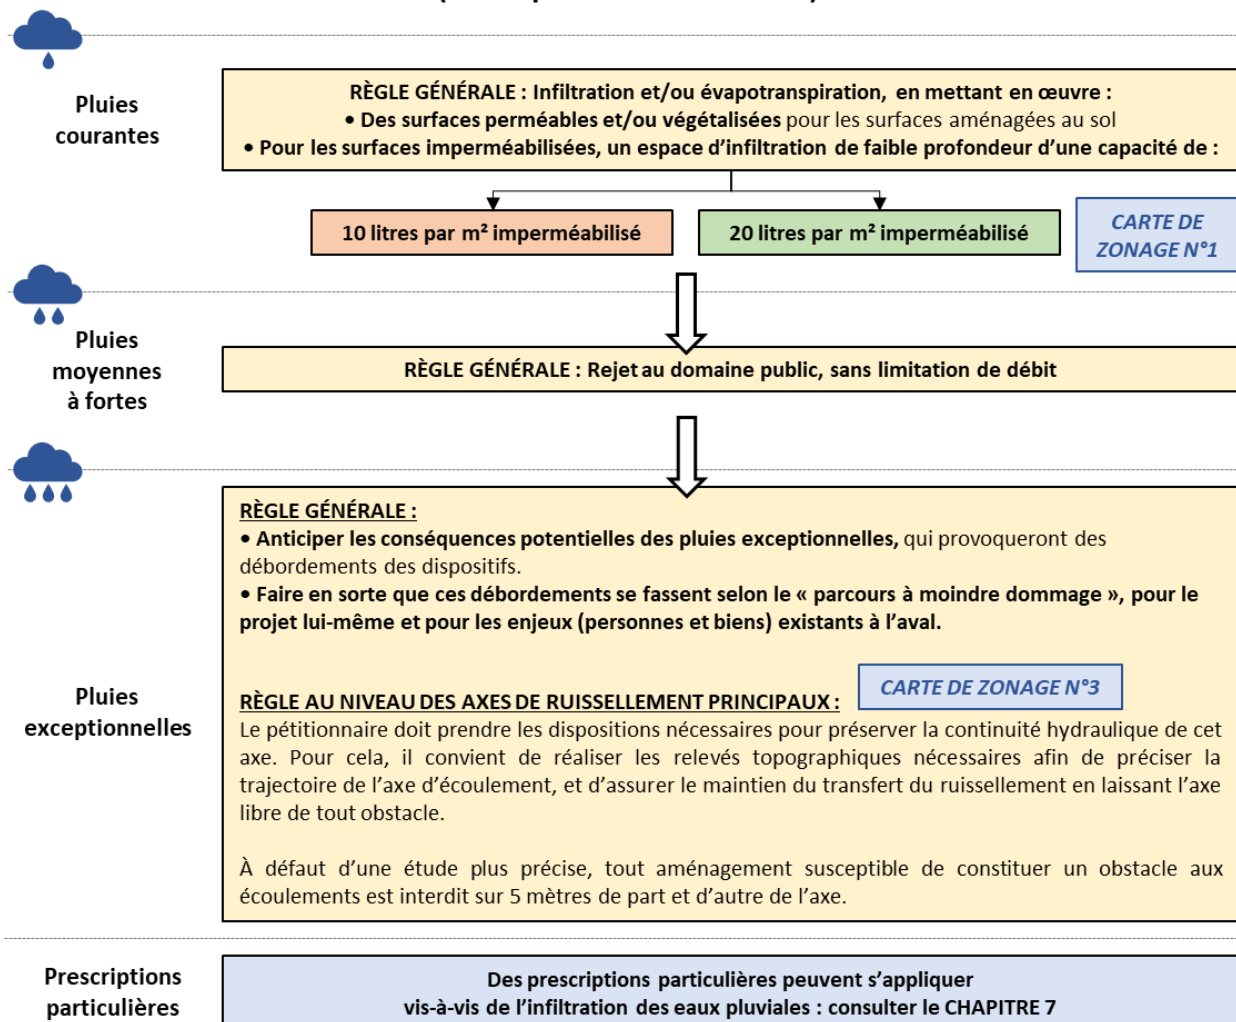 Pluies
courantes
RÈGLE GÉNÉRALE : Infiltration et/ou évapotranspiration, en mettant en œuvre :
• Des surfaces perméables et/ou végétalisées pour les surfaces aménagées au sol
• Pour les surfaces imperméabilisées, un espace d’infiltration de faible profondeur d’une capacité de :
10 litres par m² imperméabilisé
20 litres par m² imperméabilisé
CARTE DE
ZONAGE N°1
Pluies
moyennes
à fortes
RÈGLE GÉNÉRALE : Rejet au domaine public, sans limitation de débit
Pluies
exceptionnelles
RÈGLE GÉNÉRALE :
• Anticiper les conséquences potentielles des pluies exceptionnelles, qui provoqueront des
débordements des dispositifs.
• Faire en sorte que ces débordements se fassent selon le « parcours à moindre dommage », pour le
projet lui-même et pour les enjeux (personnes et biens) existants à l’aval.
RÈGLE AU NIVEAU DES AXES DE RUISSELLEMENT PRINCIPAUX :
CARTE DE ZONAGE N°3
Le pétitionnaire doit prendre les dispositions nécessaires pour préserver la continuité hydraulique de cet
axe. Pour cela, il convient de réaliser les relevés topographiques nécessaires afin de préciser la
trajectoire de l’axe d’écoulement, et d’assurer le maintien du transfert du ruissellement en laissant l’axe
libre de tout obstacle.
À défaut d’une étude plus précise, tout aménagement susceptible de constituer un obstacle aux
écoulements est interdit sur 5 mètres de part et d’autre de l’axe.
Prescriptions
particulières
Des prescriptions particulières peuvent s’appliquer
vis-à-vis de l’infiltration des eaux pluviales : consulter le CHAPITRE 7